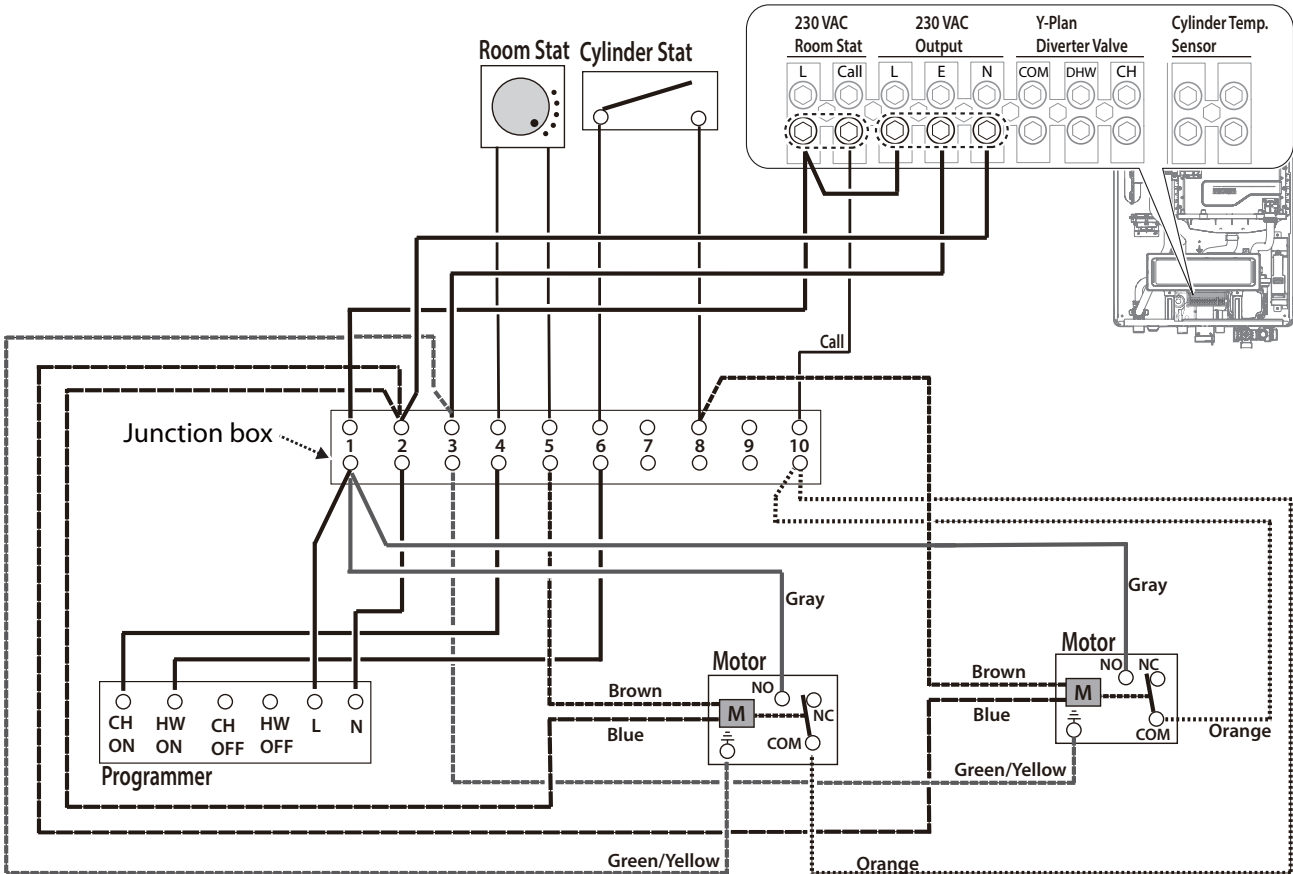 230 VAC
Room Stat
230 VAC
Output
Y-Plan
Diverter Valve
Cylinder Temp.
Sensor
L Call L E N COM DHW CH
Room Stat Cylinder Stat
Call
Junction box
1 2 3 4 5 6 7 8 9 10
Gray
Gray
Motor
NO NC
M
COM
Brown
Blue
Orange
Green/Yellow
Motor
NO
NC
M
COM
Brown
Blue
CH
ON
HW
ON
CH
OFF
HW
OFF
L
N
Programmer
Green/Yellow
Orange